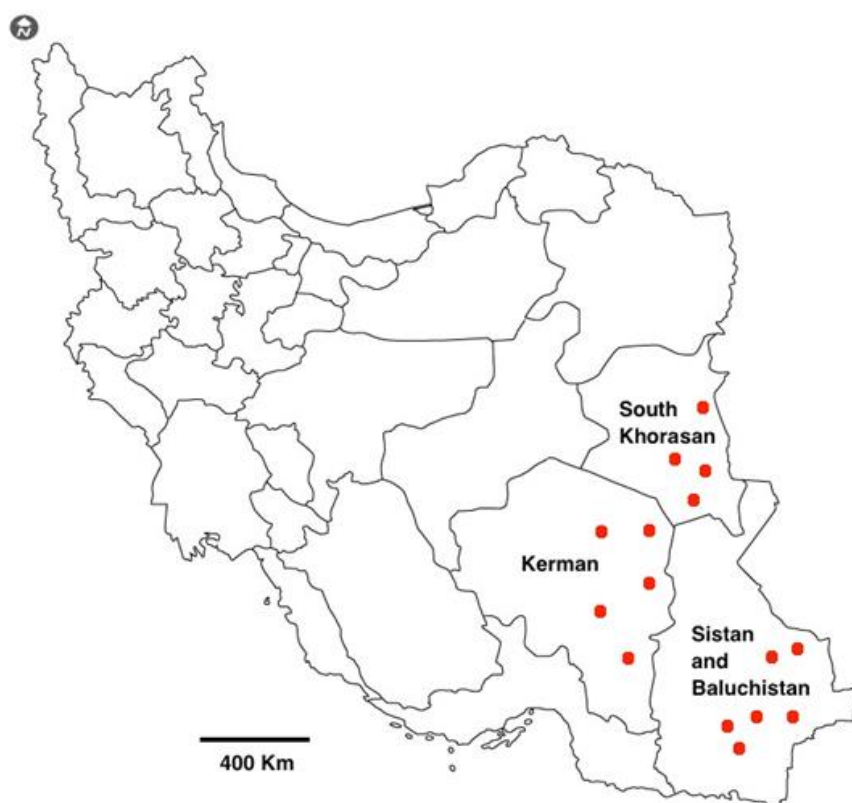 N
South
Khorasan
Kerman
Sistan
and
Baluchistan
400 Km